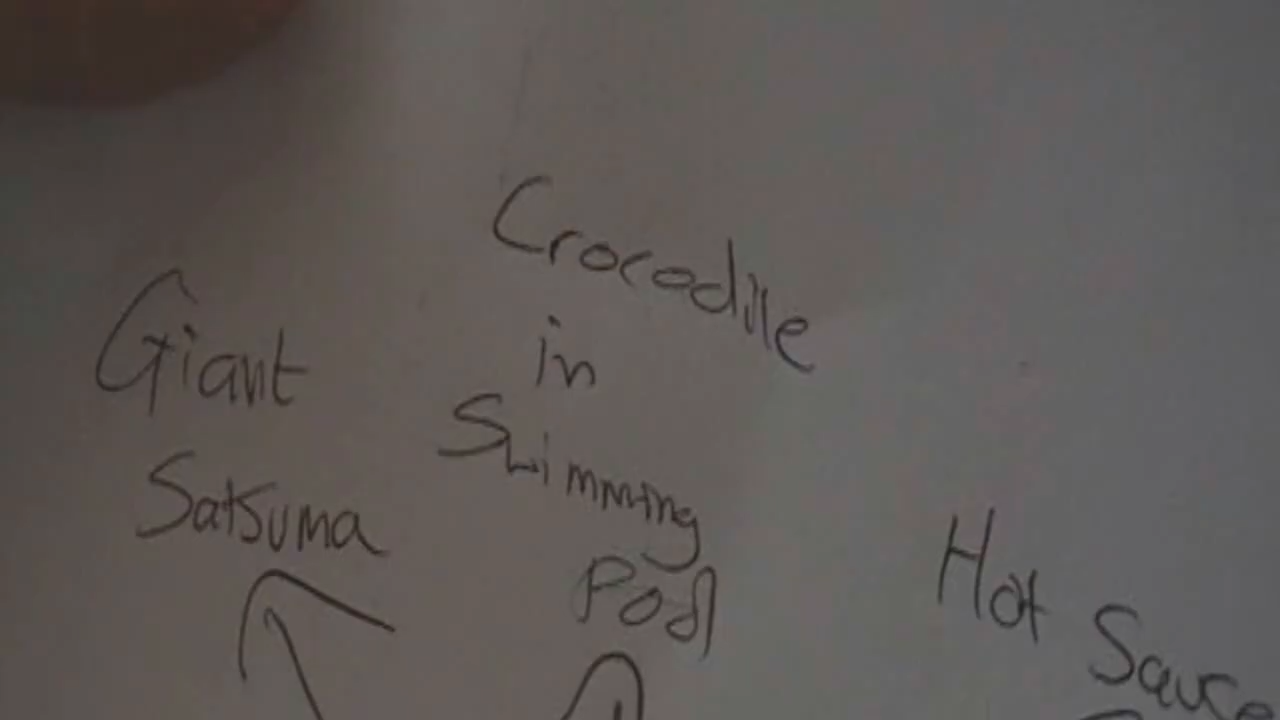 Giant
Satsuma
Crocodile
in
Swimming
Pool
Hot
Sauce